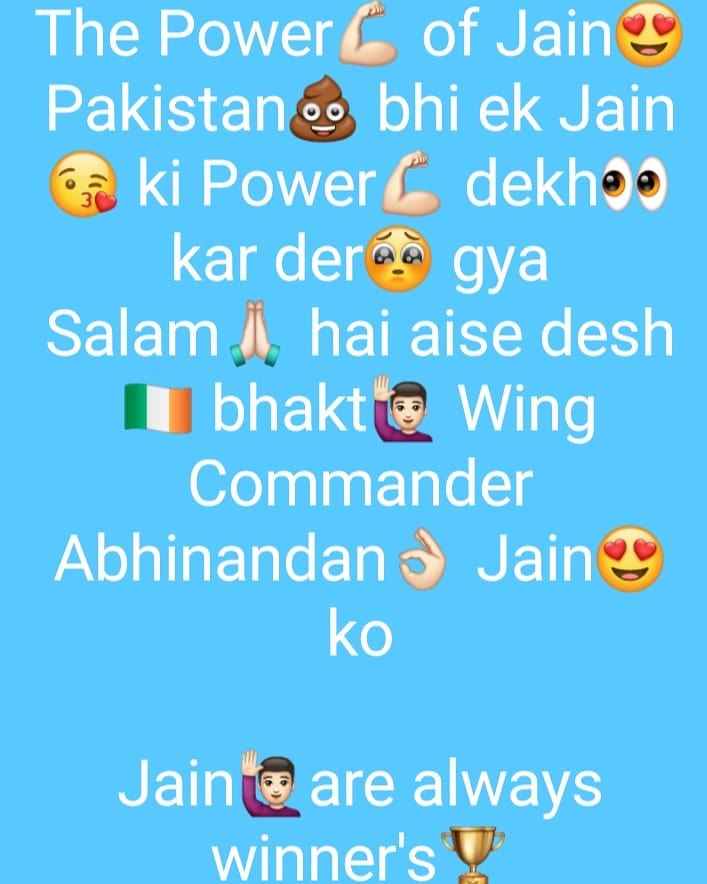 The Power💪🏻 of Jain😍
Pakistan💩 bhi ek Jain
😘 ki Power💪🏻 dekh👀
kar der🥺 gya
Salam🙏🏻 hai aise desh
🇮🇪 bhakt🙋🏻‍♂️ Wing
Commander
Abhinandan👌🏻 Jain😍
ko

Jain🙋🏻‍♂️are always
winner's🏆